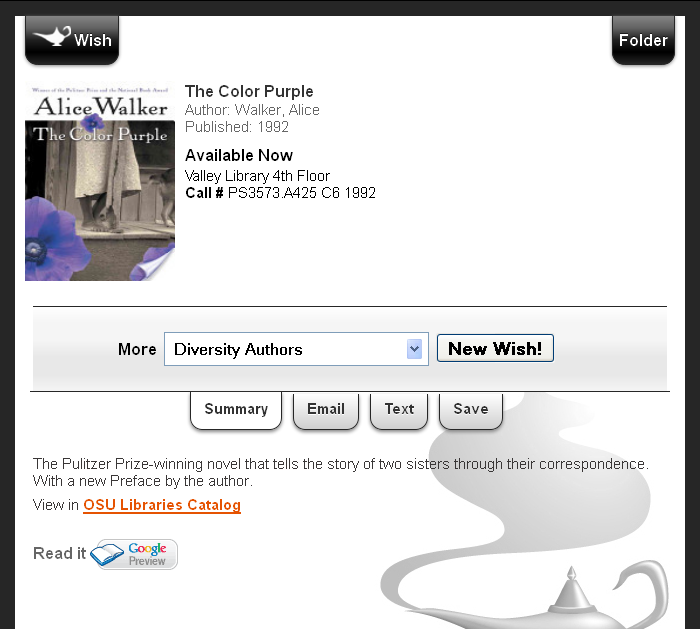 Wish
Folder
Winner of the Pulitzer Prize and the National Book Award
Alice Walker
The Color Purple
The Color Purple
Author: Walker, Alice
Published: 1992
Available Now
Valley Library 4th Floor
Call # PS3573.A425 C6 1992
More Diversity Authors New Wish!
Summary Email Text Save
The Pulitzer Prize-winning novel that tells the story of two sisters through their correspondence.
With a new Preface by the author.
View in OSU Libraries Catalog
Read it Google
Preview